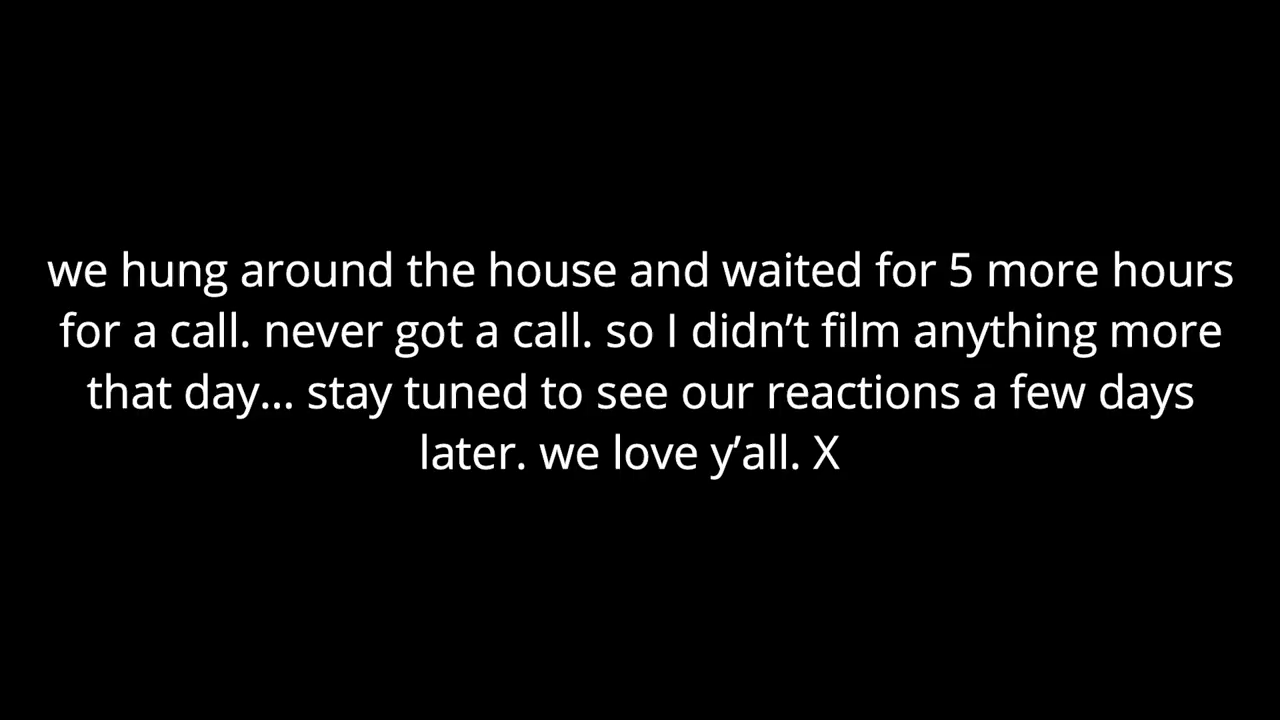 we hung around the house and waited for 5 more hours
for a call. never got a call. so I didn’t film anything more
that day... stay tuned to see our reactions a few days
later. we love y’all. X